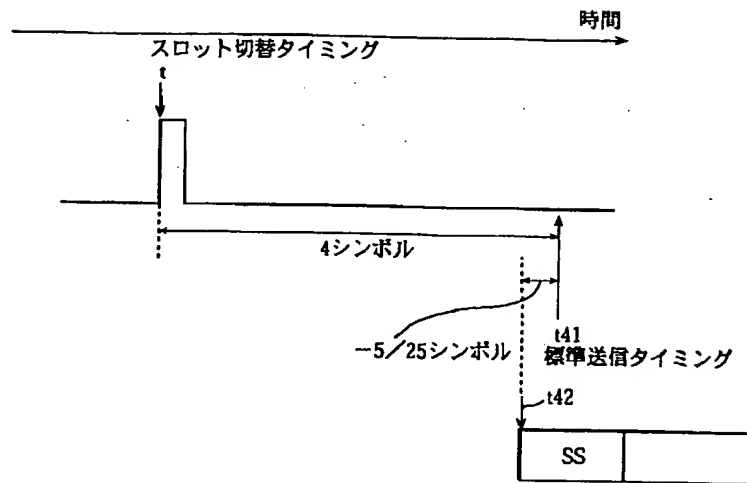 時間
スロット切替タイミング
t
4シンボル
−5／25シンボル
t41
標準送信タイミング
t42
SS